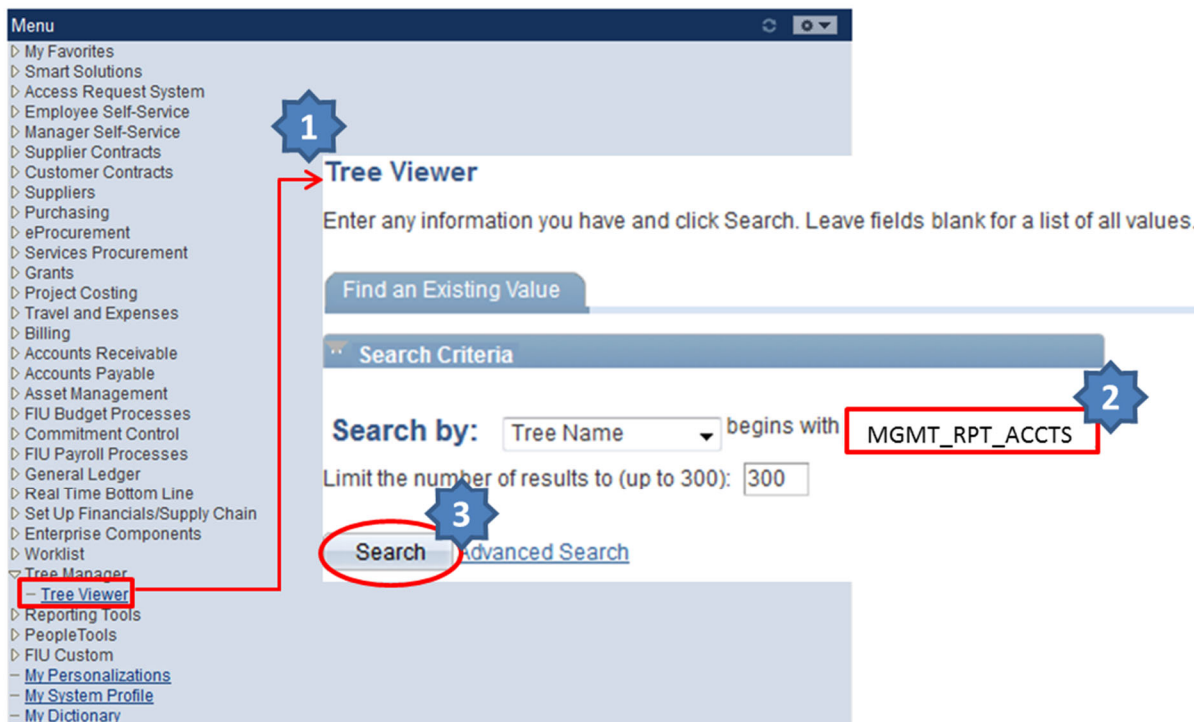 Menu
My Favorites
Smart Solutions
Access Request System
Employee Self-Service
Manager Self-Service
Supplier Contracts
Customer Contracts
Suppliers
Purchasing
eProcurement
Services Procurement
Grants
Project Costing
Travel and Expenses
Billing
Accounts Receivable
Accounts Payable
Asset Management
FIU Budget Processes
Commitment Control
FIU Payroll Processes
General Ledger
Real Time Bottom Line
Set Up Financials/Supply Chain
Enterprise Components
Worklist
Tree Manager
Tree Viewer
Reporting Tools
PeopleTools
FIU Custom
My Personalizations
My System Profile
My Dictionary
1
Tree Viewer
Enter any information you have and click Search. Leave fields blank for a list of all values.
Find an Existing Value
Search Criteria
2
Search by: Tree Name begins with MGMT_RPT_ACCTS
Limit the number of results to (up to 300): 300
3
Search Advanced Search